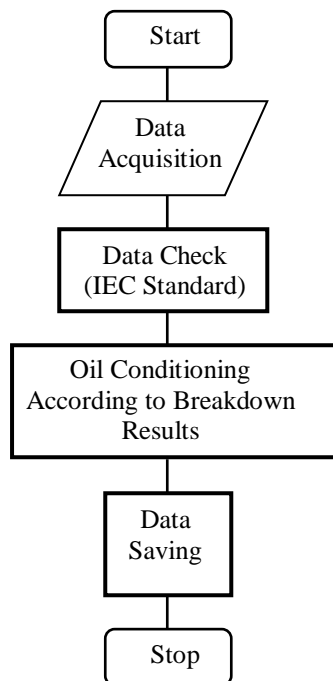 Start
Data
Acquisition
Data Check
(IEC Standard)
Oil Conditioning
According to Breakdown
Results
Data
Saving
Stop